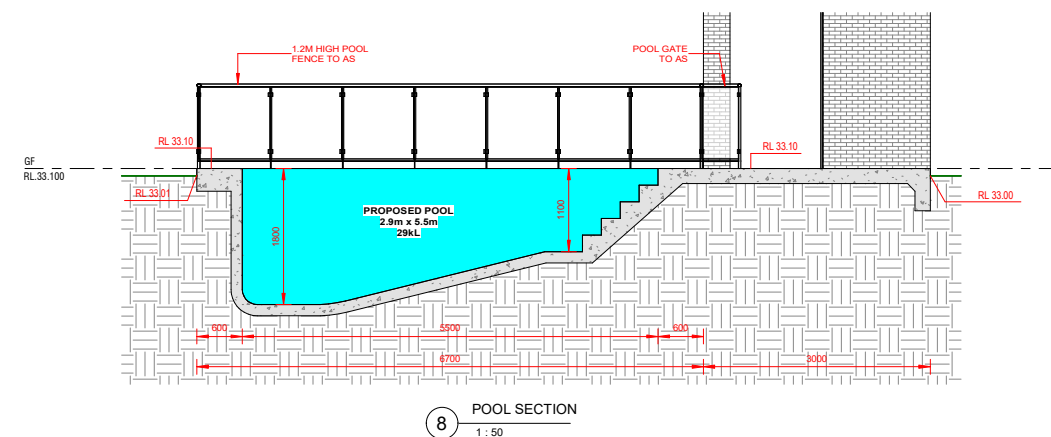 1.2M HIGH POOL
FENCE TO AS
POOL GATE
TO AS
RL 33.10
RL 33.10
GF
RL.33.100
RL 33.01
RL 33.00
PROPOSED POOL
2.9m x 5.5m
29kL
1800
1100
600
5500
600
6700
3000
8
POOL SECTION
1 : 50